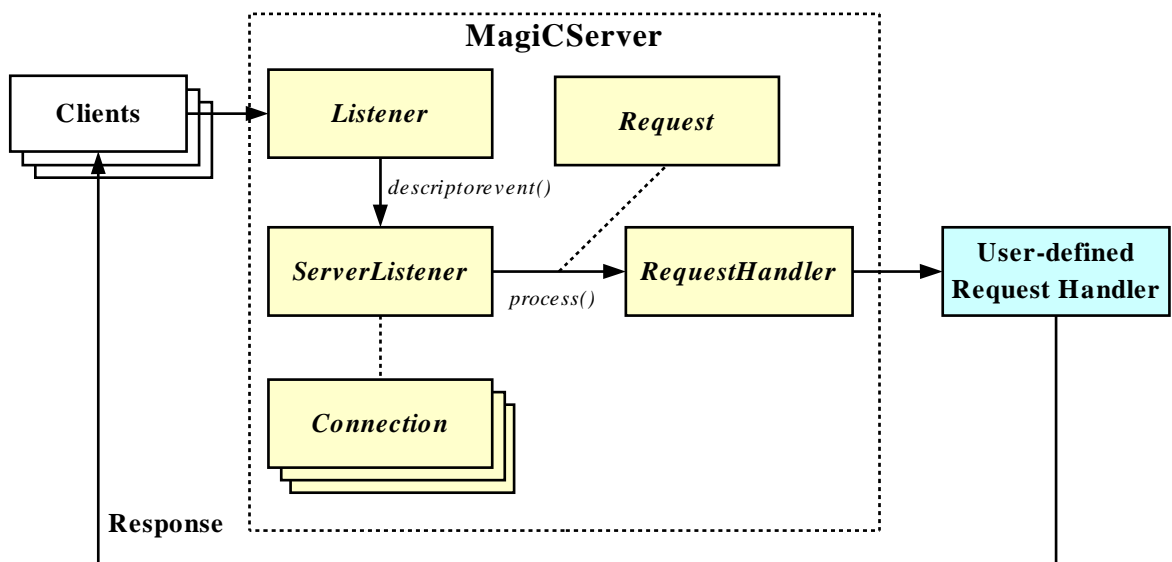 MagiCServer
Clients
Listener
Request
descriptorevent()
ServerListener
process()
RequestHandler
User-defined
Request Handler
Connection
Response